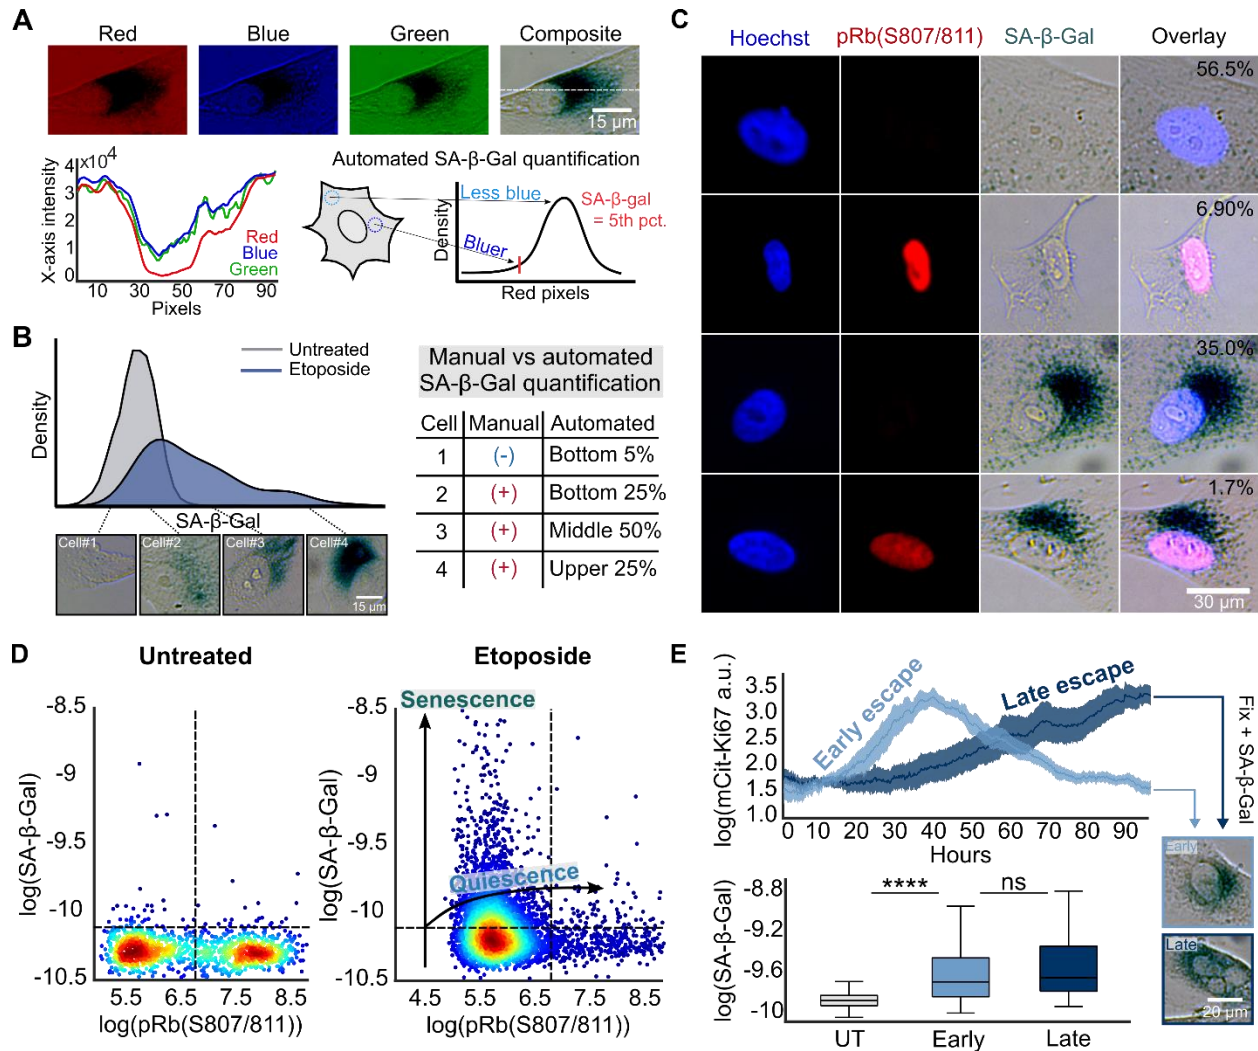 A
Red
Blue
Green
Composite
15 µm
x10⁴
4
3
2
1
0
X-axis intensity
Red
Blue
Green
10
30
50
70
90
Pixels
Automated SA-β-Gal quantification
Less blue
Bluer
Density
SA-β-gal
= 5th pct.
Red pixels
B
Untreated
Etoposide
Density
SA-β-Gal
Cell#1
Cell#2
Cell#3
Cell#4
15 µm
Manual vs automated
SA-β-Gal quantification
Cell Manual Automated
1 (-) Bottom 5%
2 (+) Bottom 25%
3 (+) Middle 50%
4 (+) Upper 25%
C
Hoechst
pRb(S807/811)
SA-β-Gal
Overlay
56.5%
6.90%
35.0%
1.7%
30 µm
D
Untreated
-8.5
-9
-9.5
-10
-10.5
log(SA-β-Gal)
5.5
6.5
7.5
8.5
log(pRb(S807/811))
Etoposide
Senescence
Quiescence
-8.5
-9
-9.5
-10
-10.5
log(SA-β-Gal)
4.5
5.5
6.5
7.5
8.5
log(pRb(S807/811))
E
log(mCit-Ki67 a.u.)
3.5
3.0
2.5
2.0
1.5
1.0
Early escape
Late escape
0
10
20
30
40
50
60
70
80
90
Hours
Fix + SA-β-Gal
Early
Late
20 µm
log(SA-β-Gal)
-8.8
-9.2
-9.6
-10
****
ns
UT
Early
Late